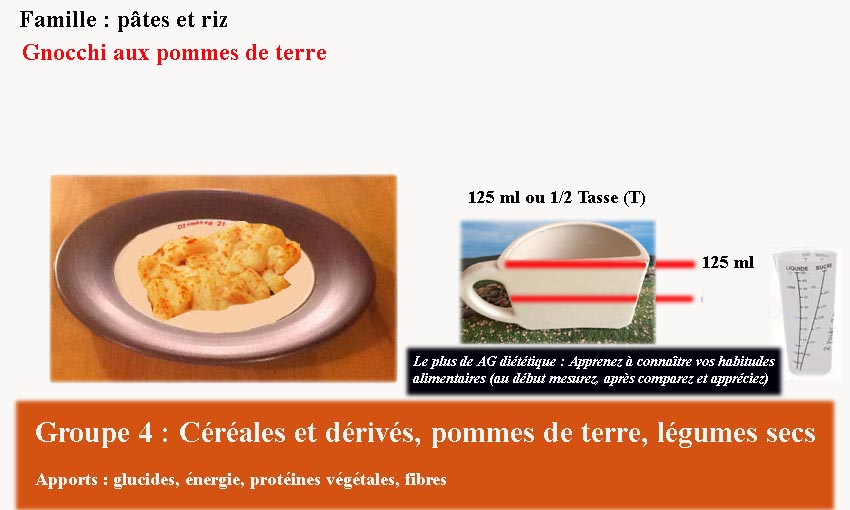 Famille : pâtes et riz
Gnocchi aux pommes de terre
125 ml ou 1/2 Tasse (T)
125 ml
LIQUIDE SUCRE
Le plus de AG diététique : Apprenez à connaître vos habitudes
alimentaires (au début mesurez, après comparez et appréciez)
Groupe 4 : Céréales et dérivés, pommes de terre, légumes secs
Apports : glucides, énergie, protéines végétales, fibres